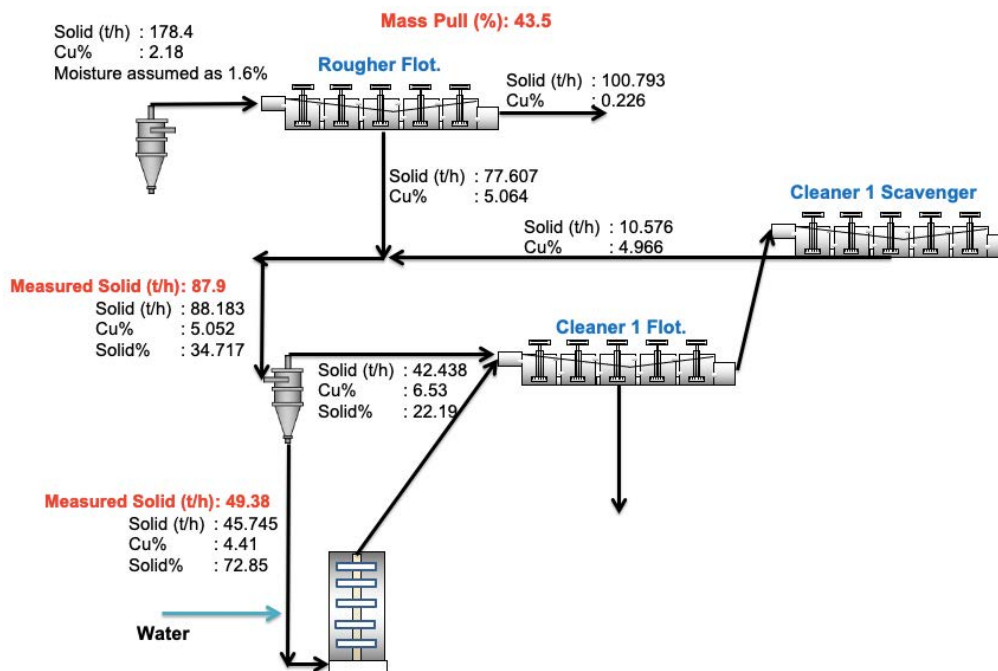 Mass Pull (%): 43.5
Solid (t/h) : 178.4
Cu% : 2.18
Moisture assumed as 1.6%
Rougher Flot.
Solid (t/h) : 100.793
Cu% : 0.226
Solid (t/h) : 77.607
Cu% : 5.064
Cleaner 1 Scavenger
Solid (t/h) : 10.576
Cu% : 4.966
Measured Solid (t/h): 87.9
Solid (t/h) : 88.183
Cu% : 5.052
Solid% : 34.717
Cleaner 1 Flot.
Solid (t/h) : 42.438
Cu% : 6.53
Solid% : 22.19
Measured Solid (t/h): 49.38
Solid (t/h) : 45.745
Cu% : 4.41
Solid% : 72.85
Water